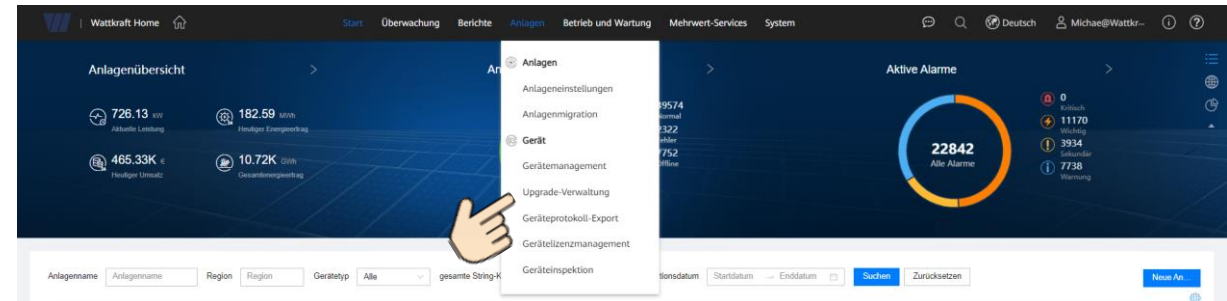 Wattkraft Home
Start Überwachung Berichte Anlagen Betrieb und Wartung Mehrwert-Services System
Deutsch Michae@Wattkr...
Anlagenübersicht
726.13 kW
Aktuelle Leistung
182.59 MWh
Heutiger Energieertrag
465.33K €
Heutiger Umsatz
10.72K GWh
Gesamtenergieertrag
An
Anlagen
Anlageneinstellungen
Anlagenmigration
Gerät
Gerätemanagement
Upgrade-Verwaltung
Geräteprotokoll-Export
Gerätelizenzmanagement
Geräteinspektion
39574
Normal
2322
ehler
7752
Offline
Aktive Alarme
22842
Alle Alarme
0
Kritisch
11170
Wichtig
3934
Sekundär
7738
Warnung
Anlagenname Anlagenname Region Region Gerätetyp Alle gesamte String-K tionsdatum Startdatum → Enddatum Suchen Zurücksetzen
Neue An...